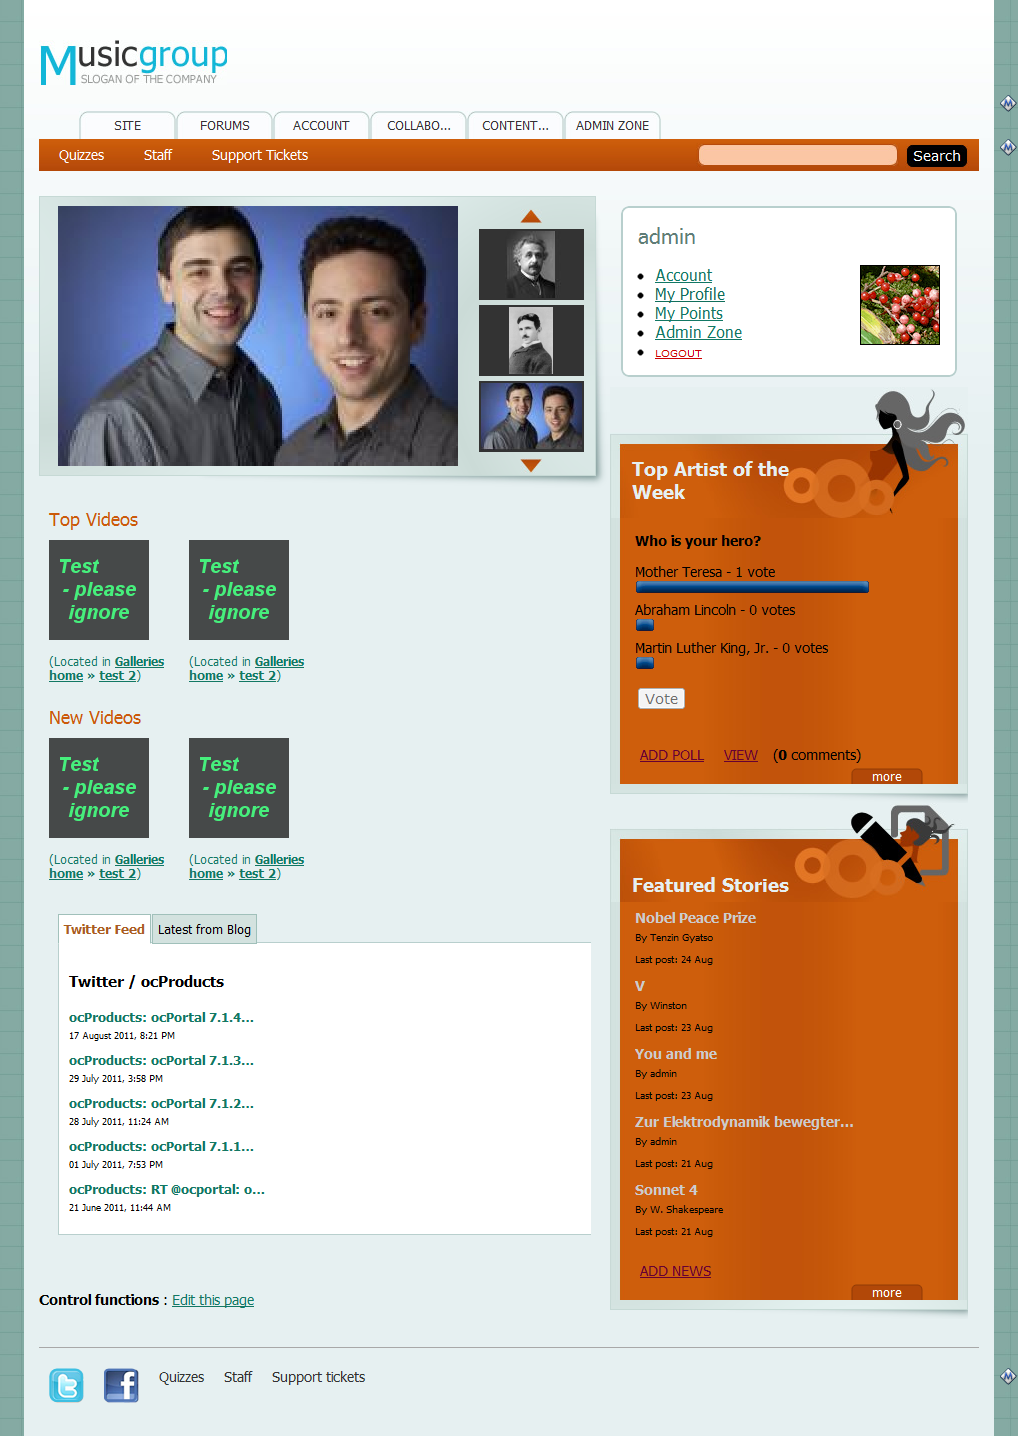 Musicgroup
SLOGAN OF THE COMPANY
SITE
FORUMS
ACCOUNT
COLLABO...
CONTENT...
ADMIN ZONE
Quizzes
Staff
Support Tickets
Search
admin
Account
My Profile
My Points
Admin Zone
LOGOUT
Top Artist of the
Week
Who is your hero?
Mother Teresa - 1 vote
Abraham Lincoln - 0 votes
Martin Luther King, Jr. - 0 votes
Vote
ADD POLL
VIEW
(0 comments)
more
Top Videos
Test
- please
ignore
Test
- please
ignore
(Located in Galleries
home » test 2)
(Located in Galleries
home » test 2)
New Videos
Test
- please
ignore
Test
- please
ignore
(Located in Galleries
home » test 2)
(Located in Galleries
home » test 2)
Featured Stories
Nobel Peace Prize
By Tenzin Gyatso
Last post: 24 Aug
V
By Winston
Last post: 23 Aug
You and me
By admin
Last post: 23 Aug
Zur Elektrodynamik bewegter...
By admin
Last post: 21 Aug
Sonnet 4
By W. Shakespeare
Last post: 21 Aug
ADD NEWS
more
Twitter Feed
Latest from Blog
Twitter / ocProducts
ocProducts: ocPortal 7.1.4...
17 August 2011, 8:21 PM
ocProducts: ocPortal 7.1.3...
29 July 2011, 3:58 PM
ocProducts: ocPortal 7.1.2...
28 July 2011, 11:24 AM
ocProducts: ocPortal 7.1.1...
01 July 2011, 7:53 PM
ocProducts: RT @ocportal: o...
21 June 2011, 11:44 AM
Control functions : Edit this page
Quizzes
Staff
Support tickets